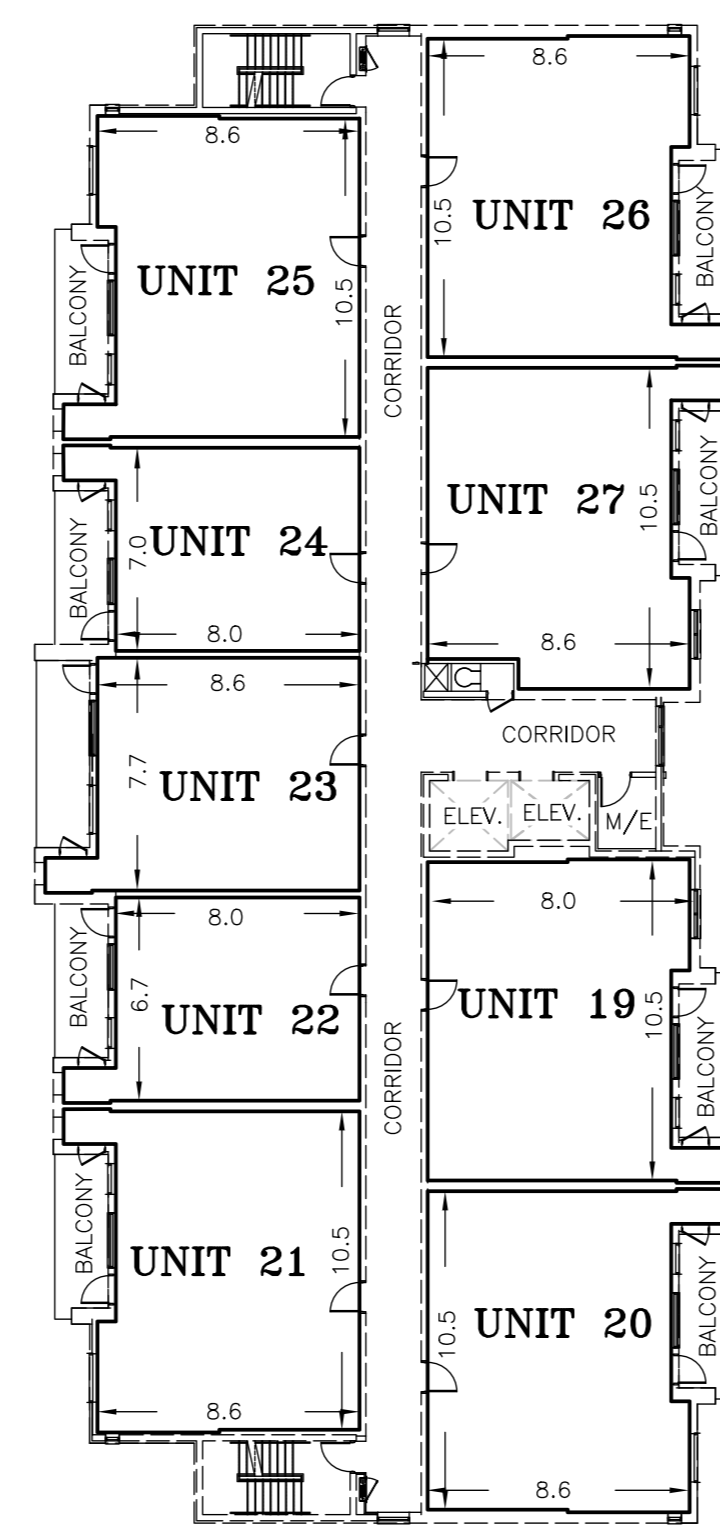 8.6
8.6
10.5
UNIT 26
BALCONY
UNIT 25
BALCONY
10.5
CORRIDOR
UNIT 27
10.5
BALCONY
7.0
UNIT 24
BALCONY
8.0
8.6
8.6
7.7
UNIT 23
CORRIDOR
ELEV.
ELEV.
M/E
8.0
8.0
BALCONY
6.7
UNIT 22
UNIT 19
10.5
BALCONY
CORRIDOR
BALCONY
UNIT 21
10.5
10.5
UNIT 20
BALCONY
8.6
8.6